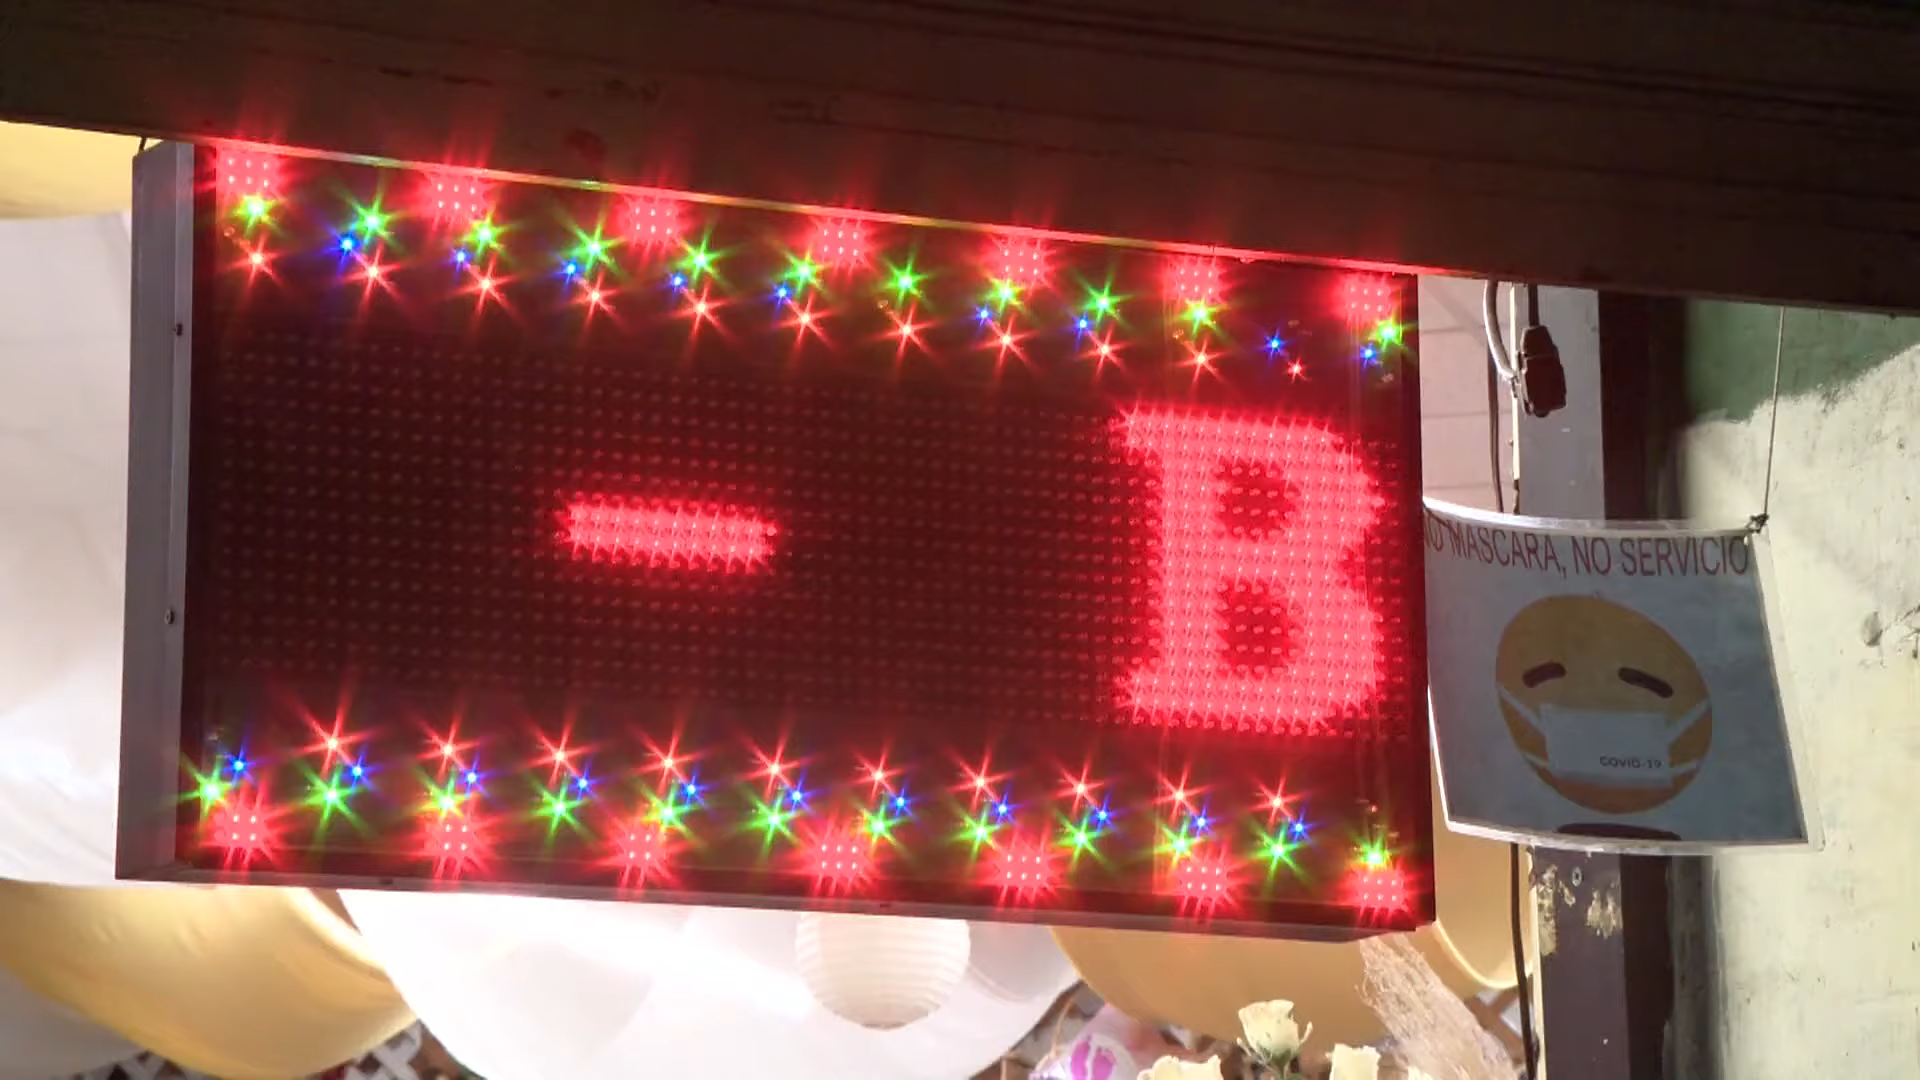 - B
NO MASCARA, NO SERVICIO
COVID-19